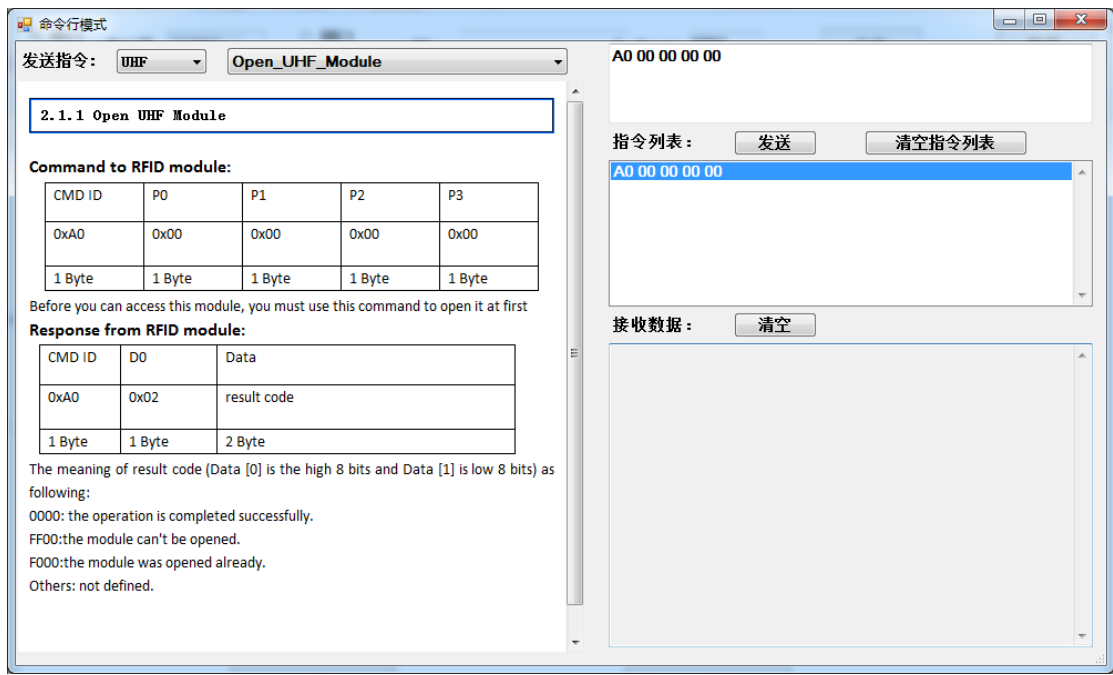 命令行模式
发送指令： UHF Open_UHF_Module
2.1.1 Open UHF Module
Command to RFID module:
CMD ID P0 P1 P2 P3
0xA0 0x00 0x00 0x00 0x00
1 Byte 1 Byte 1 Byte 1 Byte 1 Byte
Before you can access this module, you must use this command to open it at first
Response from RFID module:
CMD ID D0 Data
0xA0 0x02 result code
1 Byte 1 Byte 2 Byte
The meaning of result code (Data [0] is the high 8 bits and Data [1] is low 8 bits) as
following:
0000: the operation is completed successfully.
FF00:the module can't be opened.
F000:the module was opened already.
Others: not defined.
A0 00 00 00 00
指令列表： 发送 清空指令列表
A0 00 00 00 00
接收数据： 清空